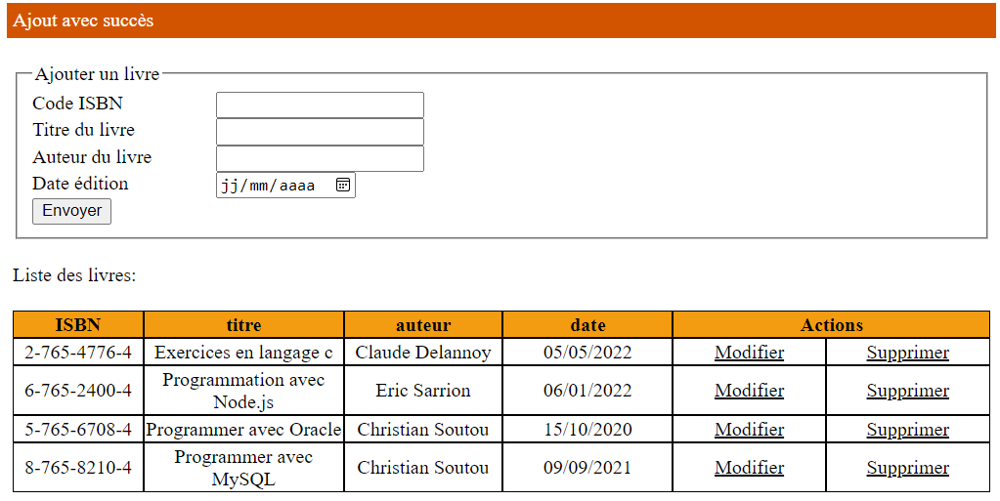 Ajout avec succès
Ajouter un livre
Code ISBN
Titre du livre
Auteur du livre
Date édition jj/mm/aaaa
Envoyer
Liste des livres:
ISBN titre auteur date Actions
2-765-4776-4 Exercices en langage c Claude Delannoy 05/05/2022 Modifier Supprimer
6-765-2400-4 Programmation avec Node.js Eric Sarrion 06/01/2022 Modifier Supprimer
5-765-6708-4 Programmer avec Oracle Christian Soutou 15/10/2020 Modifier Supprimer
8-765-8210-4 Programmer avec MySQL Christian Soutou 09/09/2021 Modifier Supprimer